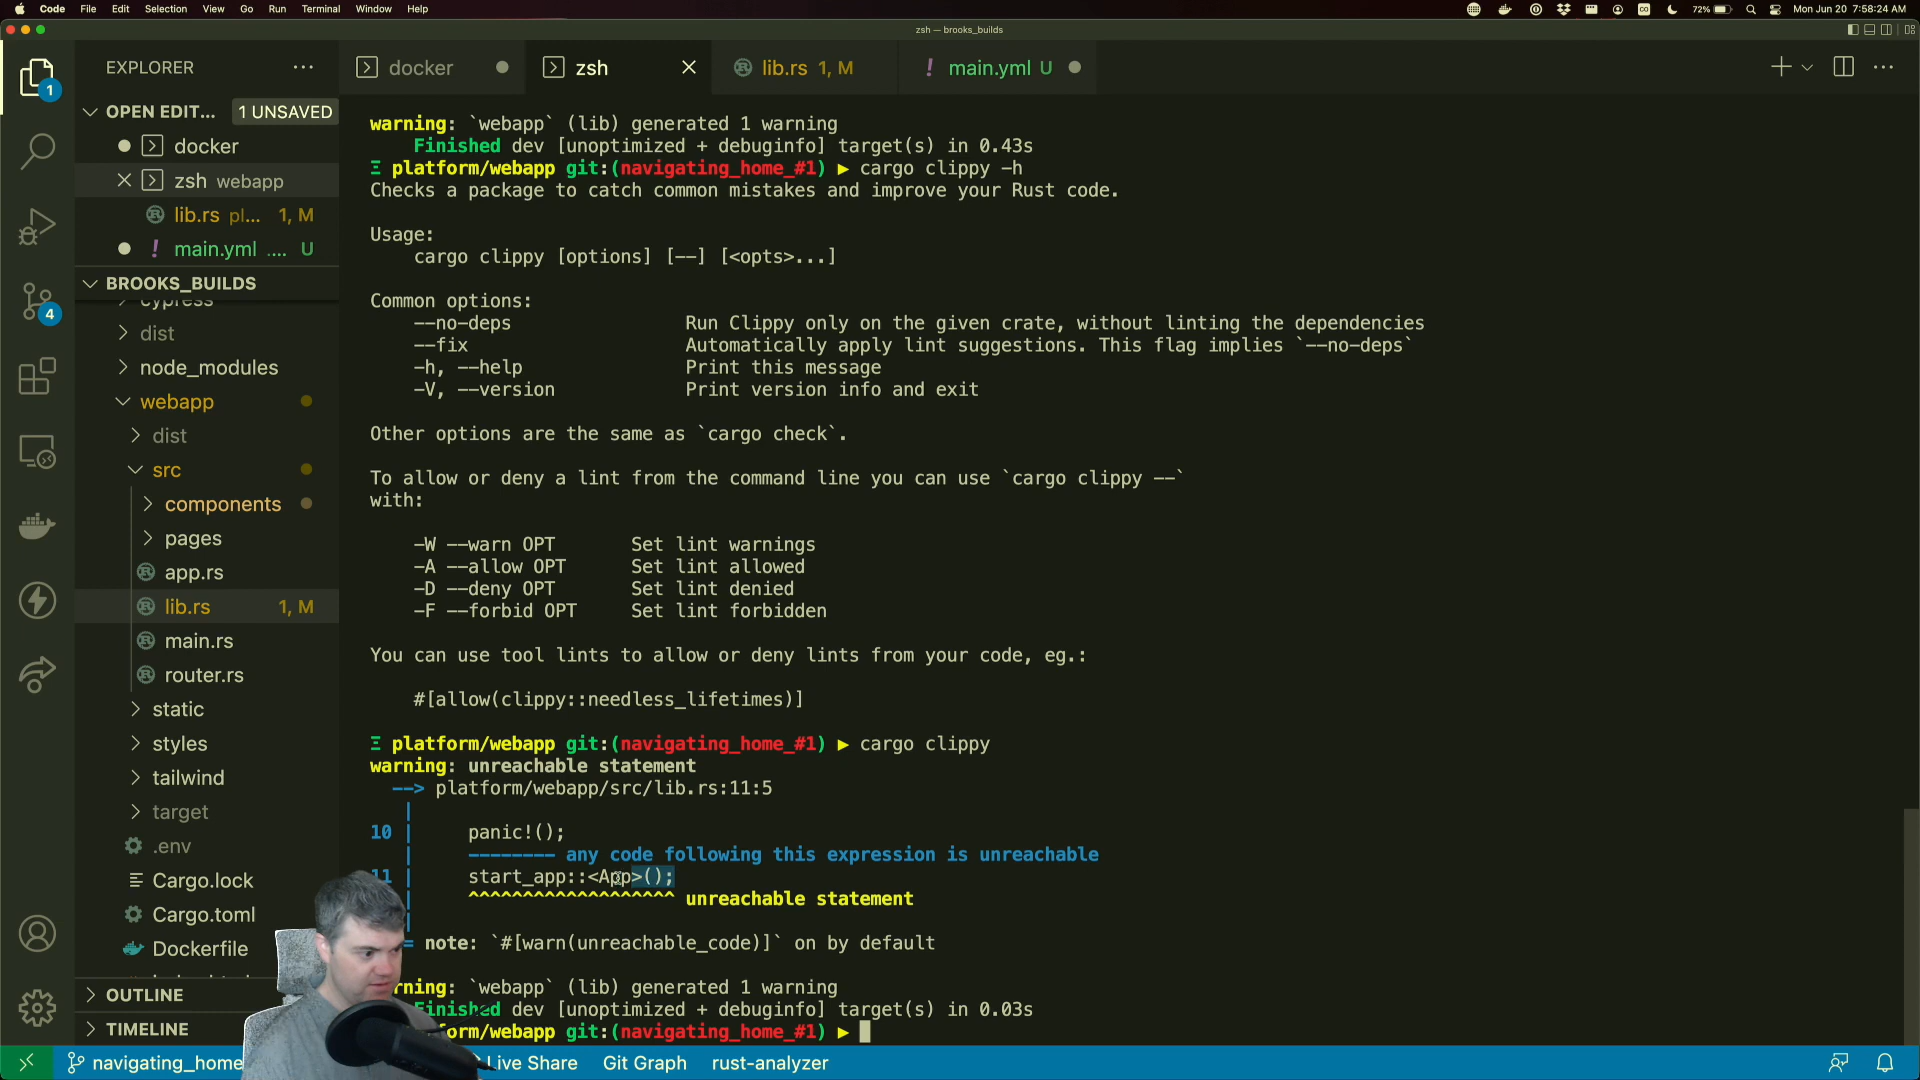 Code File Edit Selection View Go Run Terminal Window Help
72% Mon Jun 20 7:58:24 AM
zsh — brooks_builds
EXPLORER
docker
zsh
lib.rs 1, M
! main.yml U
OPEN EDIT... 1 UNSAVED
docker
zsh webapp
lib.rs pl... 1, M
! main.yml .... U
BROOKS_BUILDS
cypress
dist
node_modules
webapp
dist
src
components
pages
app.rs
lib.rs 1, M
main.rs
router.rs
static
styles
tailwind
target
.env
Cargo.lock
Cargo.toml
Dockerfile
OUTLINE
TIMELINE
1
4
warning: `webapp` (lib) generated 1 warning
Finished dev [unoptimized + debuginfo] target(s) in 0.43s
Ξ platform/webapp git:(navigating_home_#1) ▶ cargo clippy -h
Checks a package to catch common mistakes and improve your Rust code.
Usage:
cargo clippy [options] [--] [<opts>...]
Common options:
--no-deps Run Clippy only on the given crate, without linting the dependencies
--fix Automatically apply lint suggestions. This flag implies `--no-deps`
-h, --help Print this message
-V, --version Print version info and exit
Other options are the same as `cargo check`.
To allow or deny a lint from the command line you can use `cargo clippy --`
with:
-W --warn OPT Set lint warnings
-A --allow OPT Set lint allowed
-D --deny OPT Set lint denied
-F --forbid OPT Set lint forbidden
You can use tool lints to allow or deny lints from your code, eg.:
#[allow(clippy::needless_lifetimes)]
Ξ platform/webapp git:(navigating_home_#1) ▶ cargo clippy
warning: unreachable statement
--> platform/webapp/src/lib.rs:11:5
|
10 | panic!();
| -------- any code following this expression is unreachable
11 | start_app::<App>();
| ^^^^^^^^^^^^^^^^^^^ unreachable statement
|
= note: `#[warn(unreachable_code)]` on by default
rning: `webapp` (lib) generated 1 warning
Finished dev [unoptimized + debuginfo] target(s) in 0.03s
tform/webapp git:(navigating_home_#1) ▶
navigating_home Live Share Git Graph rust-analyzer